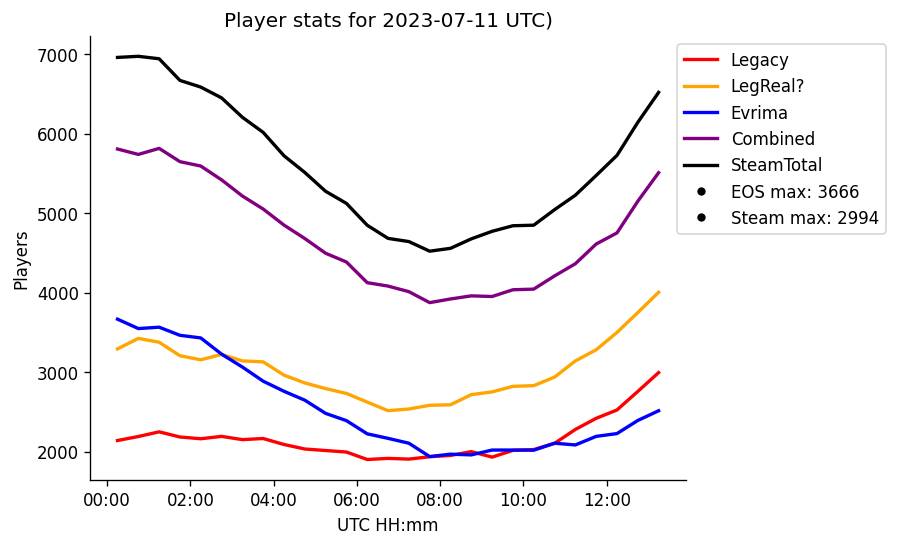 Player stats for 2023-07-11 UTC)
7000
6000
5000
4000
3000
2000
Players
00:00 02:00 04:00 06:00 08:00 10:00 12:00
UTC HH:mm
Legacy
LegReal?
Evrima
Combined
SteamTotal
EOS max: 3666
Steam max: 2994